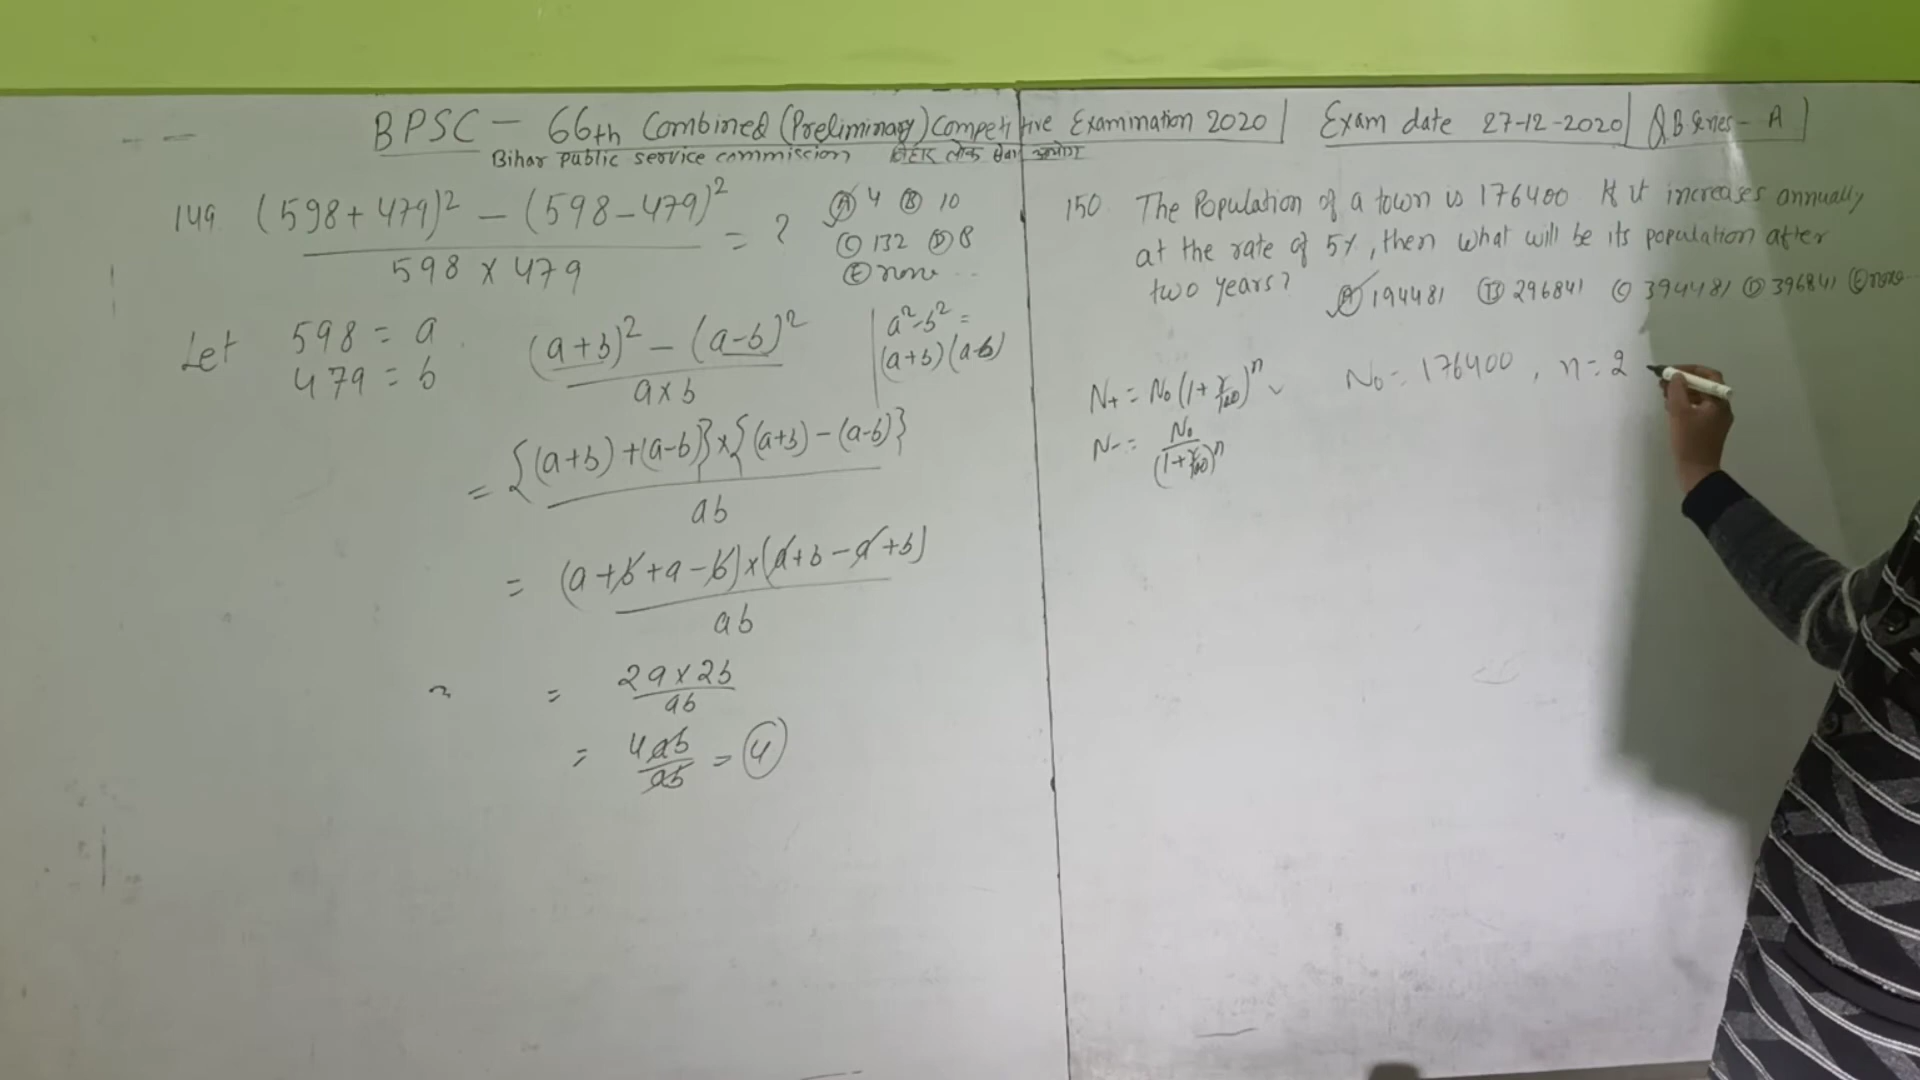 BPSC - 66th Combined (Preliminary) Competitive Examination 2020 | Exam date 27-12-2020 | QB Series - A |
Bihar public service commission बिहार लोक सेवा आयोग
149. (598+479)² - (598-479)² / 598 × 479 = ?
Ⓐ 4 Ⓑ 10
Ⓒ 132 Ⓓ 8
Ⓔ none ...
Let 598 = a
479 = b
(a+b)² - (a-b)² / a×b
a²-b² =
(a+b)(a-b)
= {(a+b)+(a-b)}×{(a+b)-(a-b)} / ab
= (a+b+a-b)×(a+b-a+b) / ab
= 2a×2b / ab
= 4ab / ab = 4
150. The Population of a town is 176400 If it increases annually
at the rate of 5%, then what will be its population after
two years? Ⓐ 194481 Ⓑ 296841 Ⓒ 394481 Ⓓ 396841 Ⓔ none...
N+ = N₀(1+r/100)ⁿ
N₀ = 176400, n = 2
N- = N₀ / (1+r/100)ⁿ